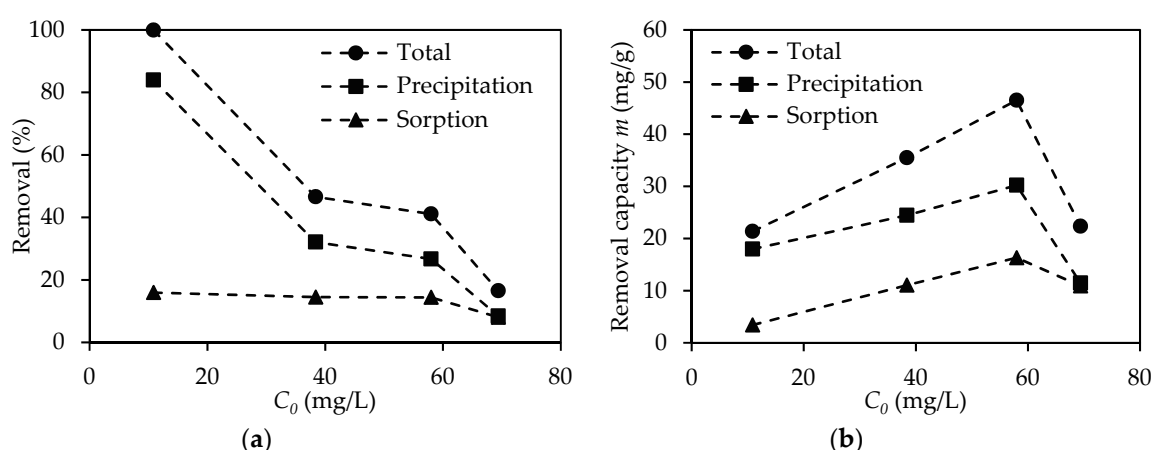 100
80
60
40
20
0
Removal (%)
Total
Precipitation
Sorption
0 20 40 60 80
C0 (mg/L)
(a)
60
50
40
30
20
10
0
Removal capacity m (mg/g)
Total
Precipitation
Sorption
0 20 40 60 80
C0 (mg/L)
(b)